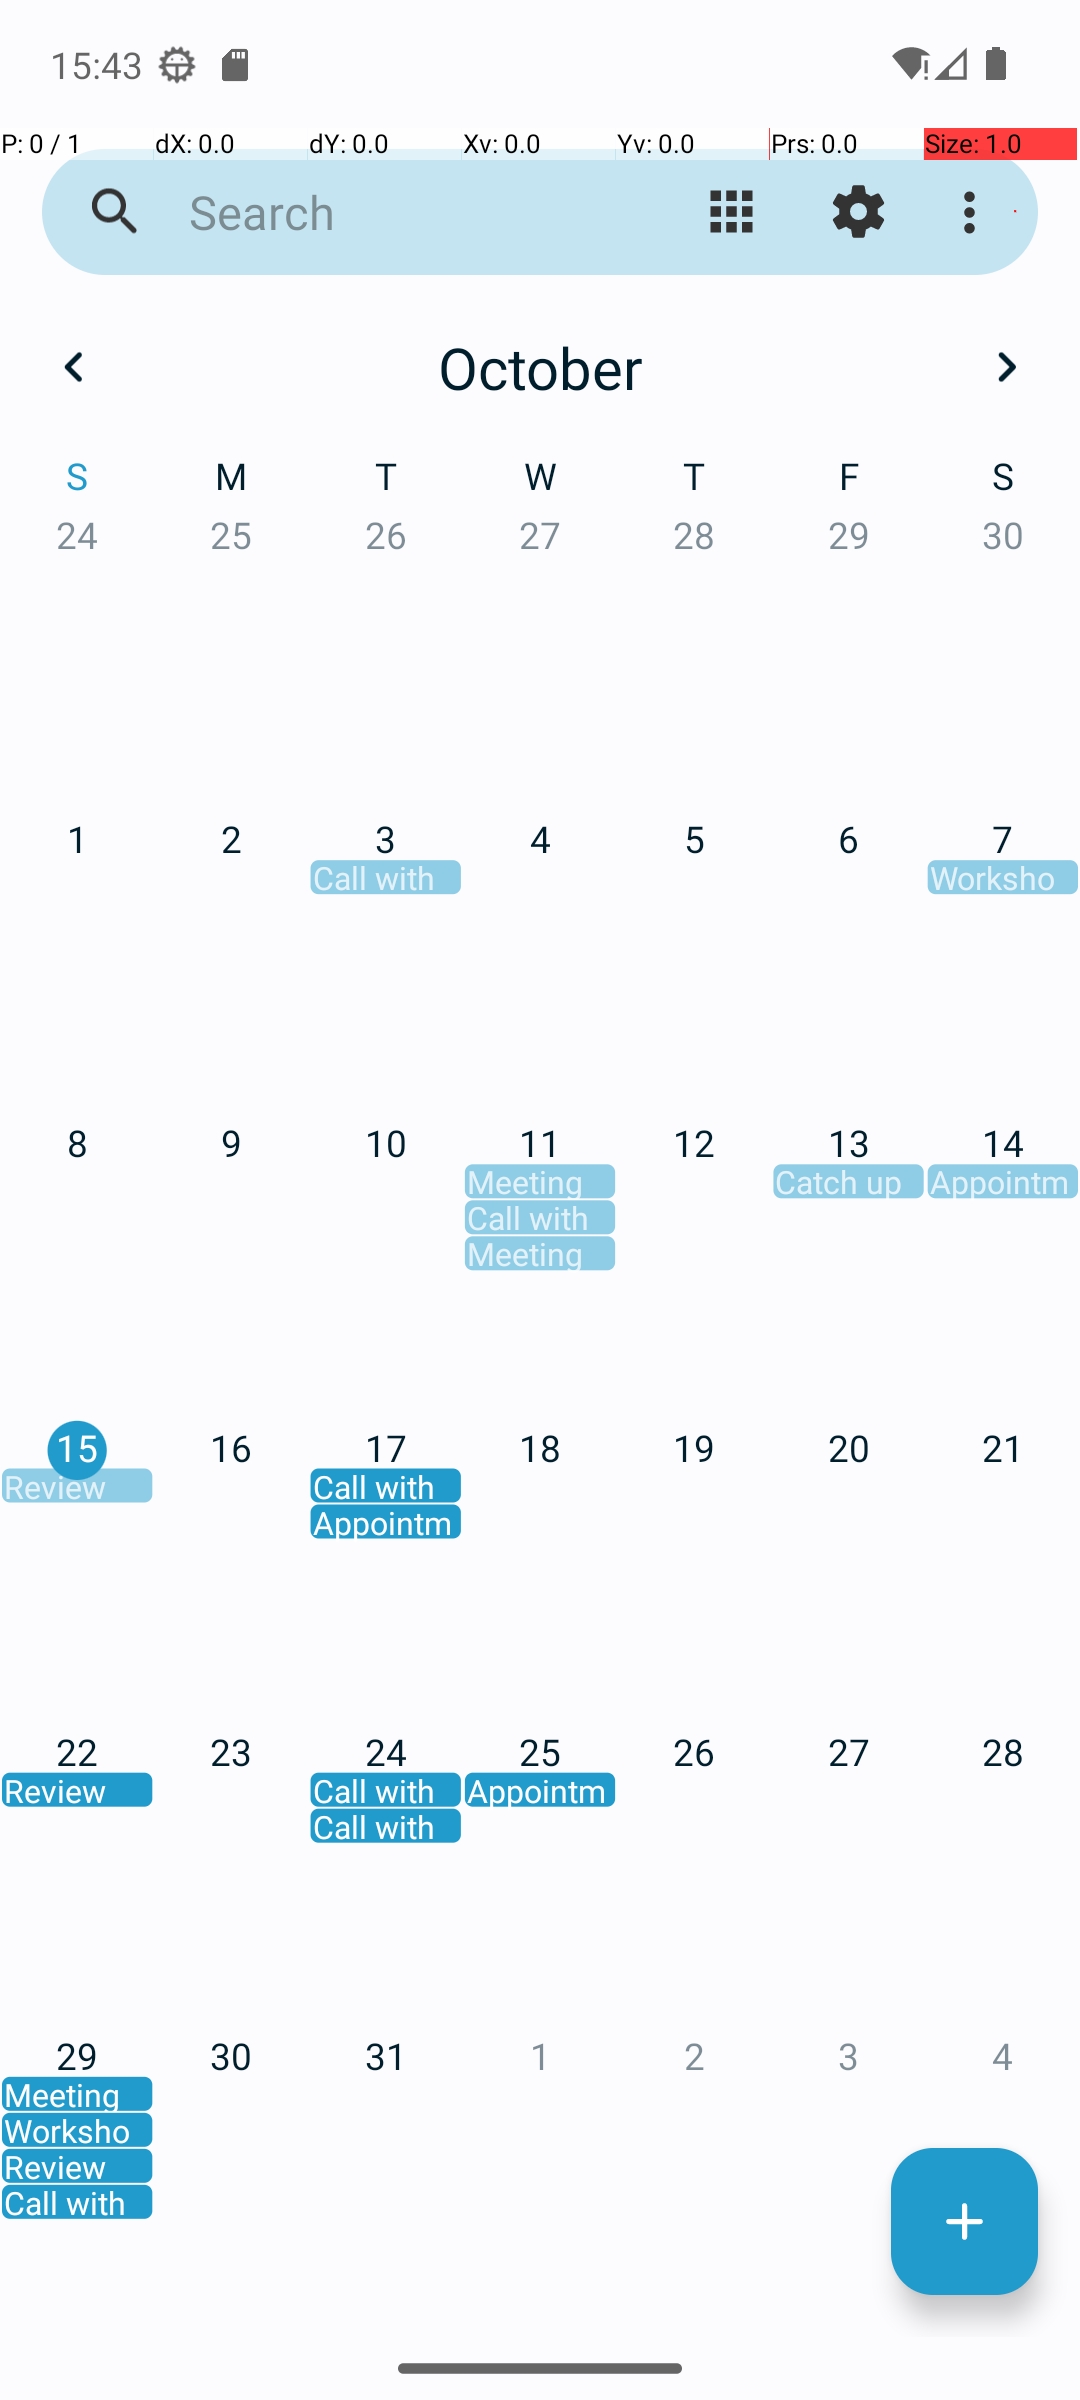 15:43
P: 0 / 1 dX: 0.0 dY: 0.0 Xv: 0.0 Yv: 0.0 Prs: 0.0 Size: 1.0
Search
October
S M T W T F S
24 25 26 27 28 29 30
1 2 3 4 5 6 7
Call with Worksho
8 9 10 11 12 13 14
Meeting Catch up Appointm
Call with
Meeting
15 16 17 18 19 20 21
Review Call with
Appointm
22 23 24 25 26 27 28
Review Call with Appointm
Call with
29 30 31 1 2 3 4
Meeting
Worksho
Review
Call with